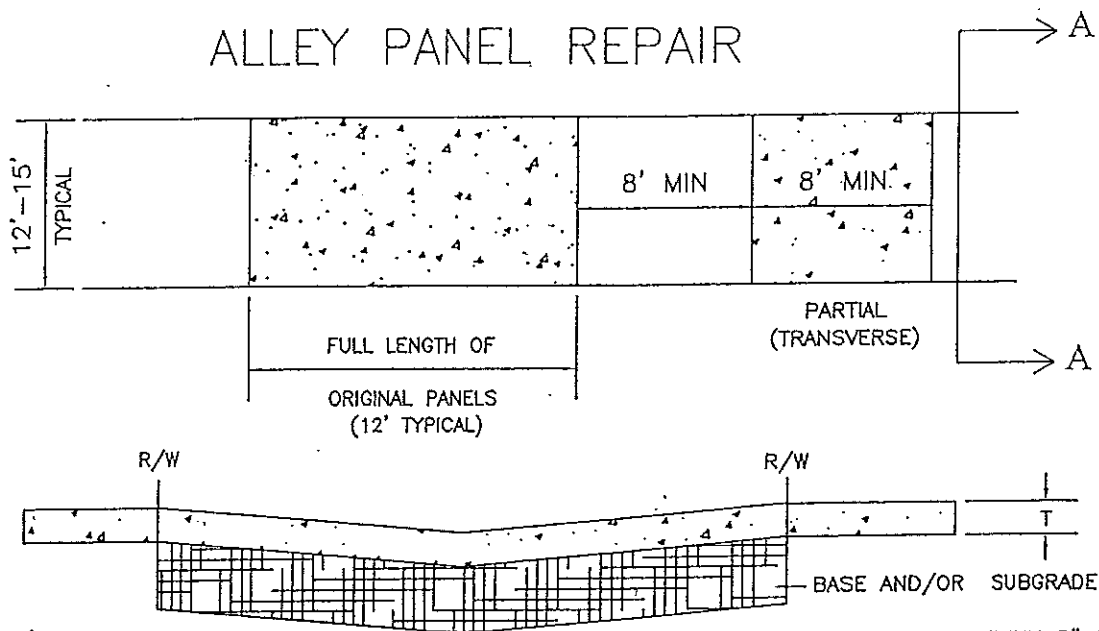 ALLEY PANEL REPAIR
A
12'–15'
TYPICAL
8' MIN
8' MIN
PARTIAL
(TRANSVERSE)
A
FULL LENGTH OF
ORIGINAL PANELS
(12' TYPICAL)
R/W
R/W
T
BASE AND/OR SUBGRADE